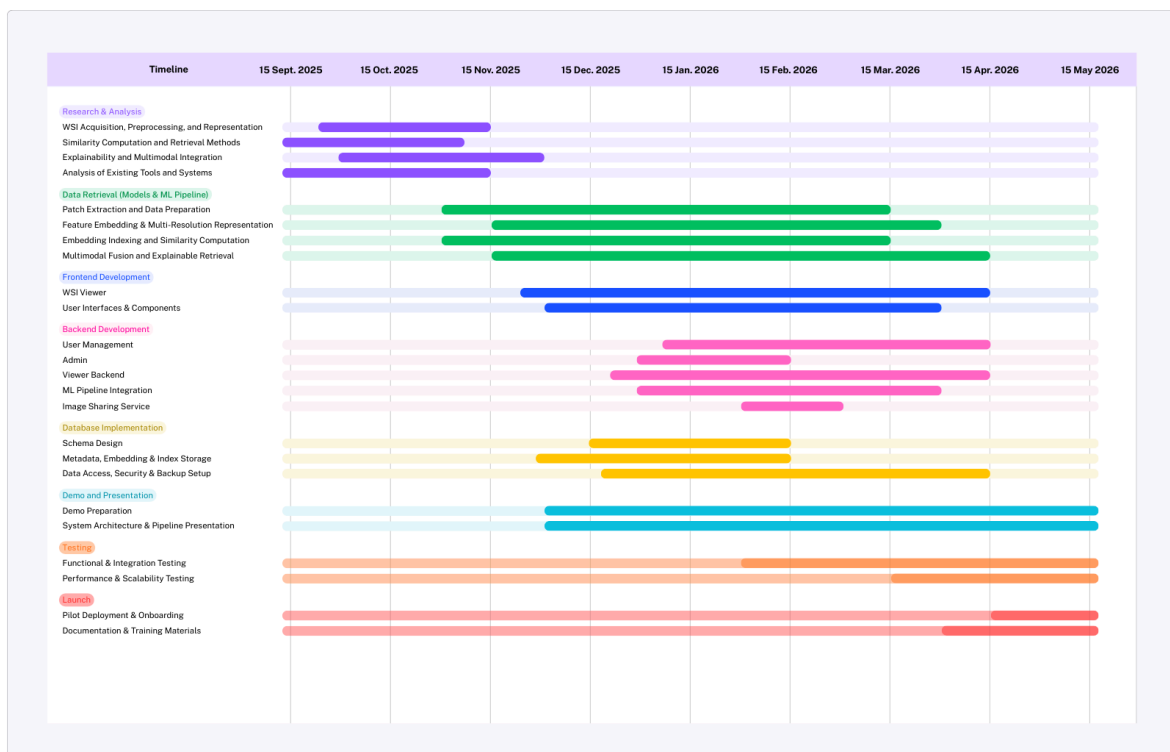 Timeline 15 Sept. 2025 15 Oct. 2025 15 Nov. 2025 15 Dec. 2025 15 Jan. 2026 15 Feb. 2026 15 Mar. 2026 15 Apr. 2026 15 May 2026
Research & Analysis
WSI Acquisition, Preprocessing, and Representation
Similarity Computation and Retrieval Methods
Explainability and Multimodal Integration
Analysis of Existing Tools and Systems
Data Retrieval (Models & ML Pipeline)
Patch Extraction and Data Preparation
Feature Embedding & Multi-Resolution Representation
Embedding Indexing and Similarity Computation
Multimodal Fusion and Explainable Retrieval
Frontend Development
WSI Viewer
User Interfaces & Components
Backend Development
User Management
Admin
Viewer Backend
ML Pipeline Integration
Image Sharing Service
Database Implementation
Schema Design
Metadata, Embedding & Index Storage
Data Access, Security & Backup Setup
Demo and Presentation
Demo Preparation
System Architecture & Pipeline Presentation
Testing
Functional & Integration Testing
Performance & Scalability Testing
Launch
Pilot Deployment & Onboarding
Documentation & Training Materials